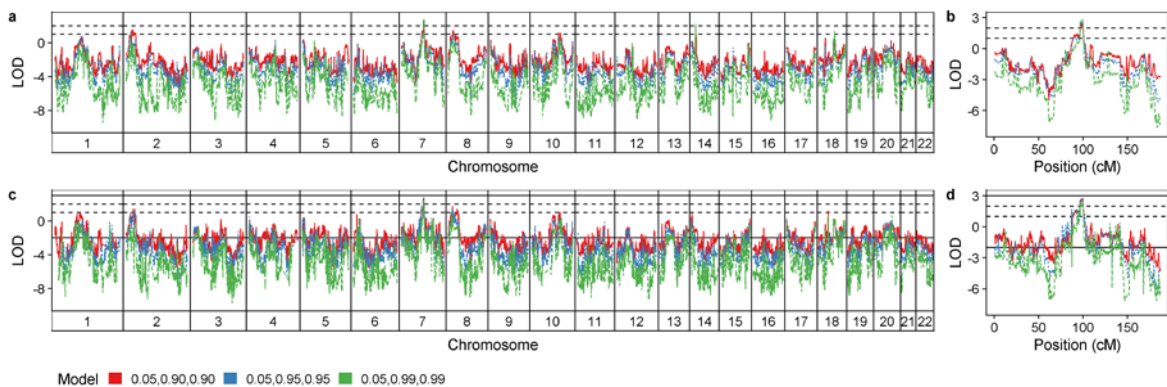 a
b
LOD
0
-4
-8
1 2 3 4 5 6 7 8 9 10 11 12 13 14 15 16 17 18 19 20 21 22
Chromosome
LOD
3
0
-3
-6
0 50 100 150
Position (cM)
c
d
LOD
0
-4
-8
1 2 3 4 5 6 7 8 9 10 11 12 13 14 15 16 17 18 19 20 21 22
Chromosome
LOD
3
0
-3
-6
0 50 100 150
Position (cM)
Model 0.05,0.90,0.90 0.05,0.95,0.95 0.05,0.99,0.99